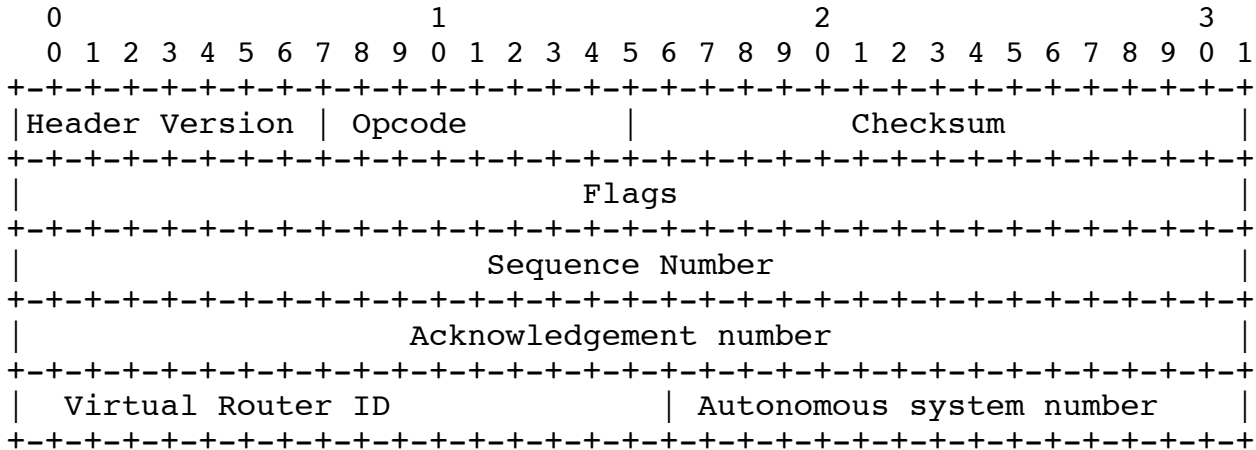 0                   1                   2                   3
0 1 2 3 4 5 6 7 8 9 0 1 2 3 4 5 6 7 8 9 0 1 2 3 4 5 6 7 8 9 0 1
+-+-+-+-+-+-+-+-+-+-+-+-+-+-+-+-+-+-+-+-+-+-+-+-+-+-+-+-+-+-+-+-+
|Header Version | Opcode        |           Checksum            |
+-+-+-+-+-+-+-+-+-+-+-+-+-+-+-+-+-+-+-+-+-+-+-+-+-+-+-+-+-+-+-+-+
|                             Flags                             |
+-+-+-+-+-+-+-+-+-+-+-+-+-+-+-+-+-+-+-+-+-+-+-+-+-+-+-+-+-+-+-+-+
|                        Sequence Number                        |
+-+-+-+-+-+-+-+-+-+-+-+-+-+-+-+-+-+-+-+-+-+-+-+-+-+-+-+-+-+-+-+-+
|                    Acknowledgement number                     |
+-+-+-+-+-+-+-+-+-+-+-+-+-+-+-+-+-+-+-+-+-+-+-+-+-+-+-+-+-+-+-+-+
|  Virtual Router ID              | Autonomous system number    |
+-+-+-+-+-+-+-+-+-+-+-+-+-+-+-+-+-+-+-+-+-+-+-+-+-+-+-+-+-+-+-+-+